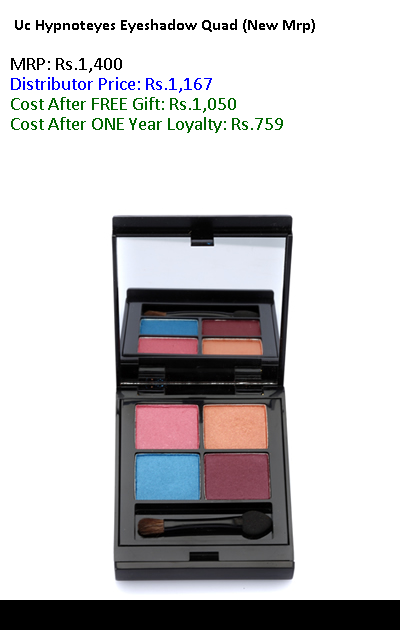 Uc Hypnoteyes Eyeshadow Quad (New Mrp)
MRP: Rs.1,400
Distributor Price: Rs.1,167
Cost After FREE Gift: Rs.1,050
Cost After ONE Year Loyalty: Rs.759